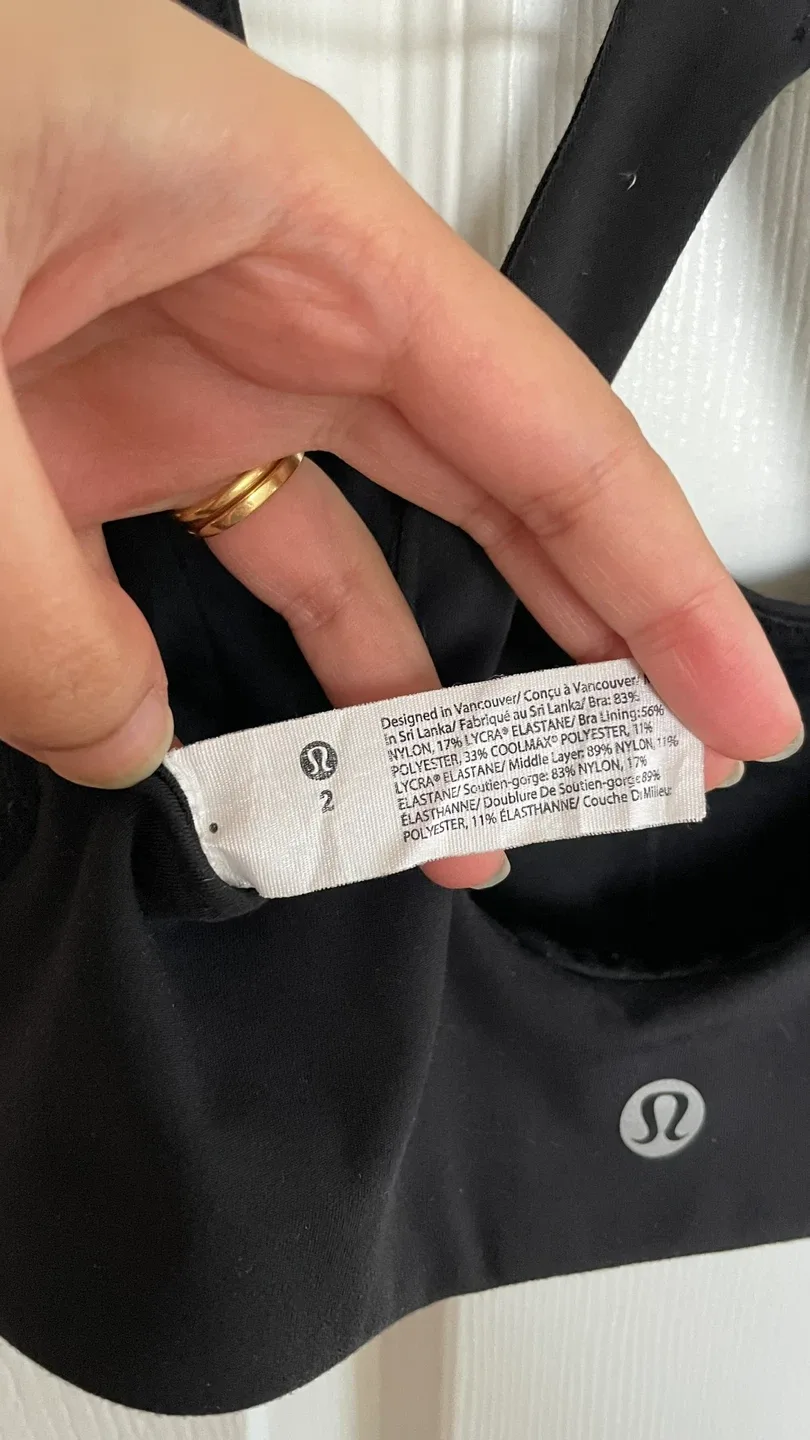 2
Designed in Vancouver/ Conçu à Vancouver/
in Sri Lanka/ Fabriqué au Sri Lanka/ Bra: 83%
NYLON, 17% LYCRA® ELASTANE/ Bra Lining:56%
POLYESTER, 33% COOLMAX® POLYESTER, 11%
LYCRA® ELASTANE/ Middle Layer: 89% NYLON, 11%
ELASTANE/ Soutien-gorge: 83% NYLON, 17%
ÉLASTHANNE/ Doublure De Soutien-gorge:89%
POLYESTER, 11% ÉLASTHANNE/ Couche Du Milieu: